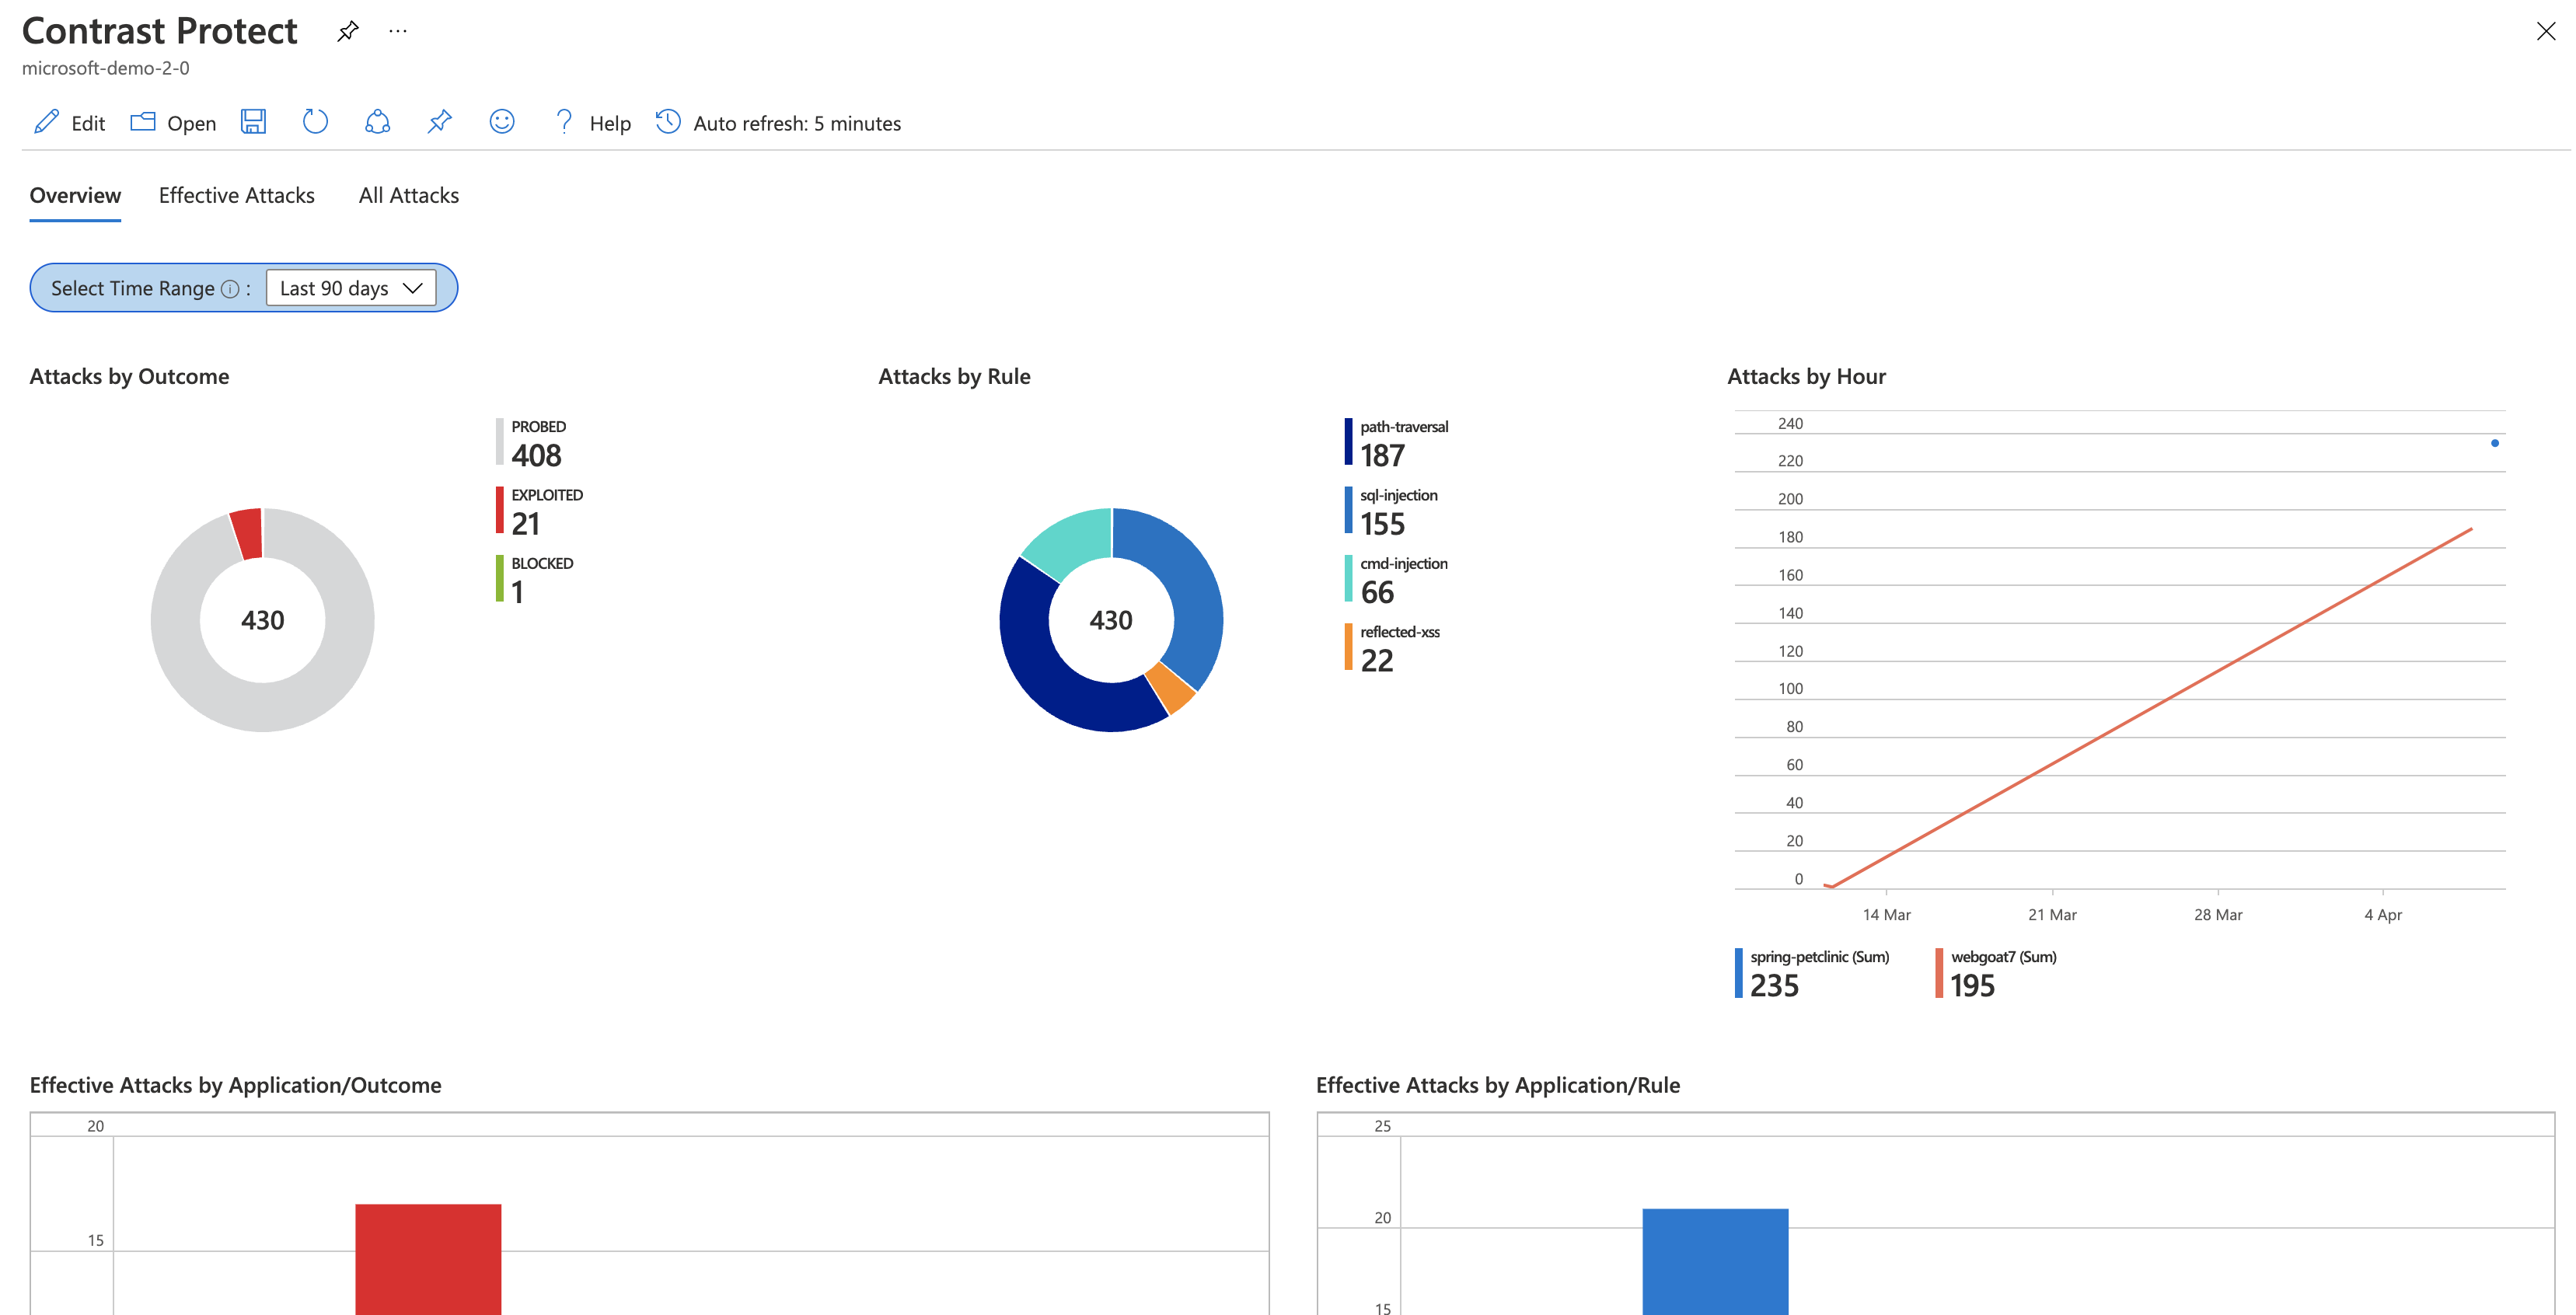 Contrast Protect
microsoft-demo-2-0
Edit Open Help Auto refresh: 5 minutes
Overview Effective Attacks All Attacks
Select Time Range : Last 90 days
Attacks by Outcome
PROBED
408
EXPLOITED
21
BLOCKED
1
430
Attacks by Rule
path-traversal
187
sql-injection
155
cmd-injection
66
reflected-xss
22
430
Attacks by Hour
240
220
200
180
160
140
120
100
80
60
40
20
0
14 Mar 21 Mar 28 Mar 4 Apr
spring-petclinic (Sum)
235
webgoat7 (Sum)
195
Effective Attacks by Application/Outcome
20
15
Effective Attacks by Application/Rule
25
20
15